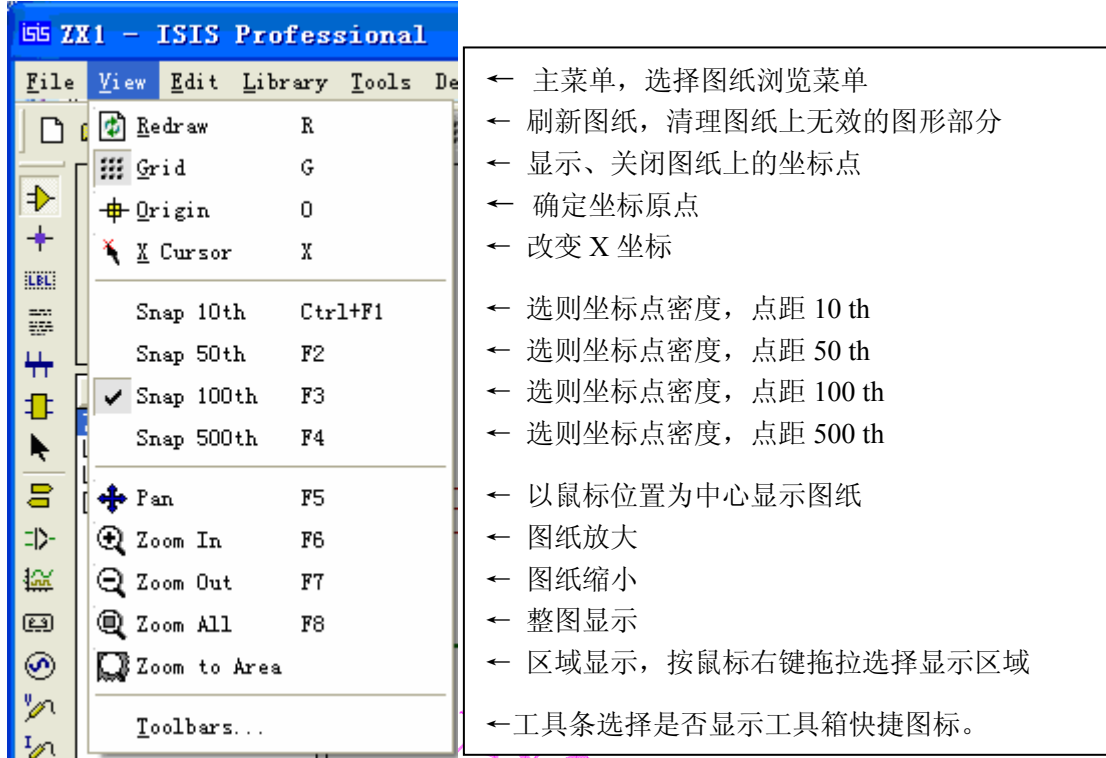 isis ZX1 - ISIS Professional
File View Edit Library Tools De
Redraw R
Grid G
Origin O
X Cursor X
Snap 10th Ctrl+F1
Snap 50th F2
Snap 100th F3
Snap 500th F4
Pan F5
Zoom In F6
Zoom Out F7
Zoom All F8
Zoom to Area
Toolbars...
LBL
← 主菜单，选择图纸浏览菜单
← 刷新图纸，清理图纸上无效的图形部分
← 显示、关闭图纸上的坐标点
← 确定坐标原点
← 改变 X 坐标
← 选则坐标点密度，点距 10 th
← 选则坐标点密度，点距 50 th
← 选则坐标点密度，点距 100 th
← 选则坐标点密度，点距 500 th
← 以鼠标位置为中心显示图纸
← 图纸放大
← 图纸缩小
← 整图显示
← 区域显示，按鼠标右键拖拉选择显示区域
←工具条选择是否显示工具箱快捷图标。